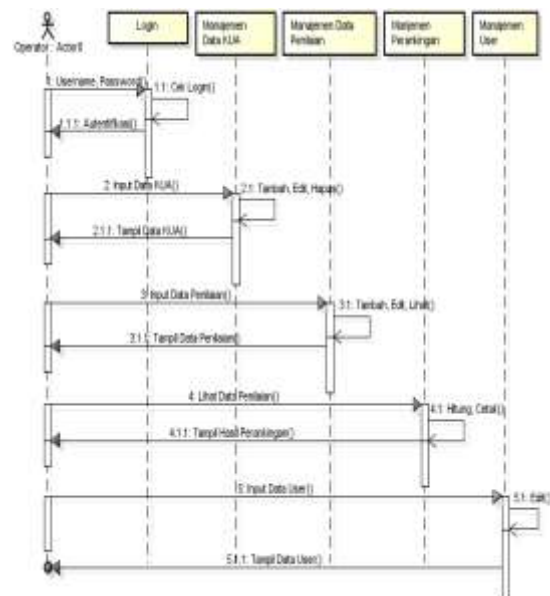 Login
Manajemen
Data KUA
Manajemen Data
Penilaian
Manjemen
Perankingan
Manajemen
User
Operator : Actor0
1: Username, Password()
1.1: Cek Login()
1.1.1: Autentifikasi()
2: Input Data KUA()
2.1: Tambah, Edit, Hapus()
2.1.1: Tampil Data KUA()
3: Input Data Penilaian()
3.1: Tambah, Edit, Lihat()
3.1.1: Tampil Data Penilaian()
4: Lihat Data Penilaian()
4.1: Hitung, Cetak()
4.1.1: Tampil Hasil Perankingan()
5: Input Data User()
5.1: Edit()
5.1.1: Tampil Data User()